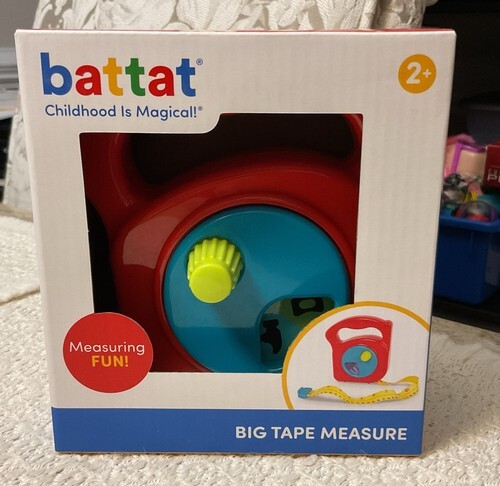 battat®
Childhood Is Magical!®
2+
Measuring
FUN!
BIG TAPE MEASURE